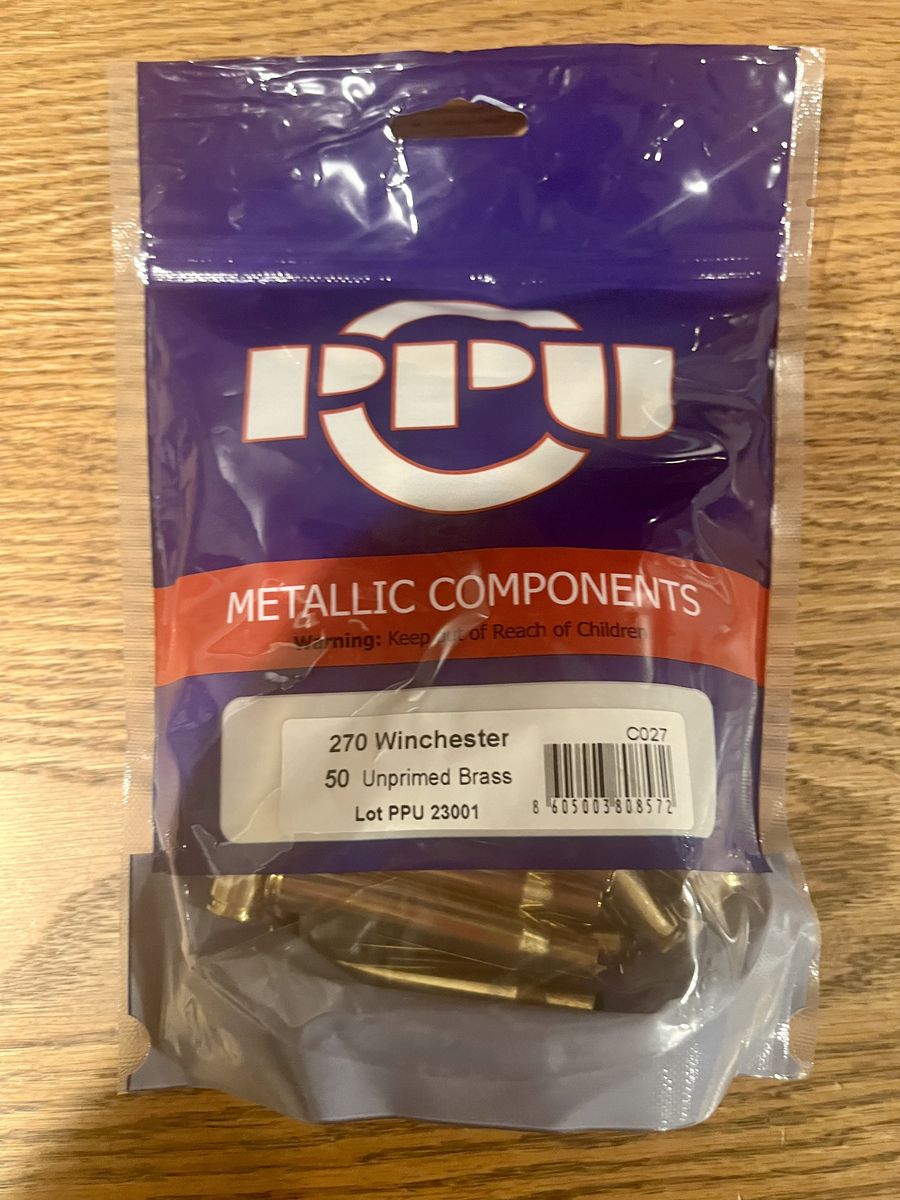 PPU
METALLIC COMPONENTS
Warning: Keep out of Reach of Children
270 Winchester
C027
50 Unprimed Brass
Lot PPU 23001
8 605003 808572